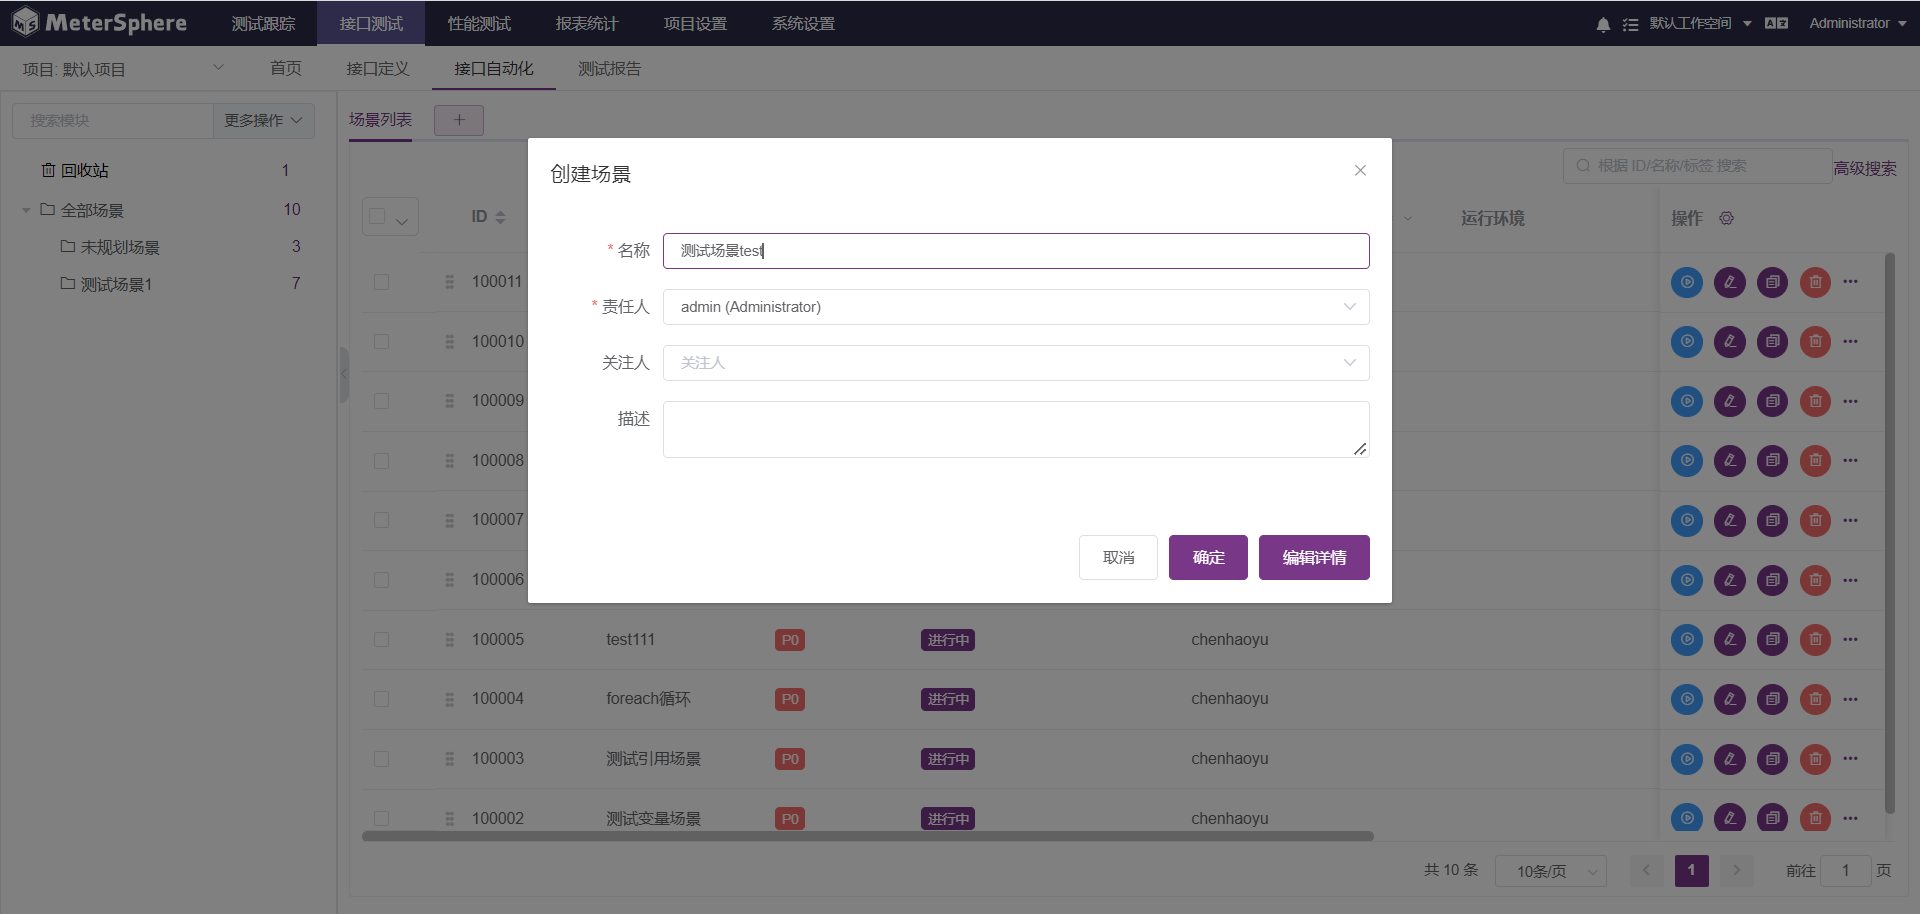 MeterSphere 测试跟踪 接口测试 性能测试 报表统计 项目设置 系统设置 默认工作空间 Administrator
项目: 默认项目 首页 接口定义 接口自动化 测试报告
搜索模块 更多操作 场景列表 +
回收站 1
全部场景 10
未规划场景 3
测试场景1 7
根据 ID/名称/标签 搜索 高级搜索
ID 运行环境 操作
创建场景
* 名称 测试场景test
* 责任人 admin (Administrator)
关注人 关注人
描述
取消 确定 编辑详情
100011
100010
100009
100008
100007
100006
100005 test111 P0 进行中 chenhaoyu
100004 foreach循环 P0 进行中 chenhaoyu
100003 测试引用场景 P0 进行中 chenhaoyu
100002 测试变量场景 P0 进行中 chenhaoyu
共 10 条 10条/页 1 前往 1 页